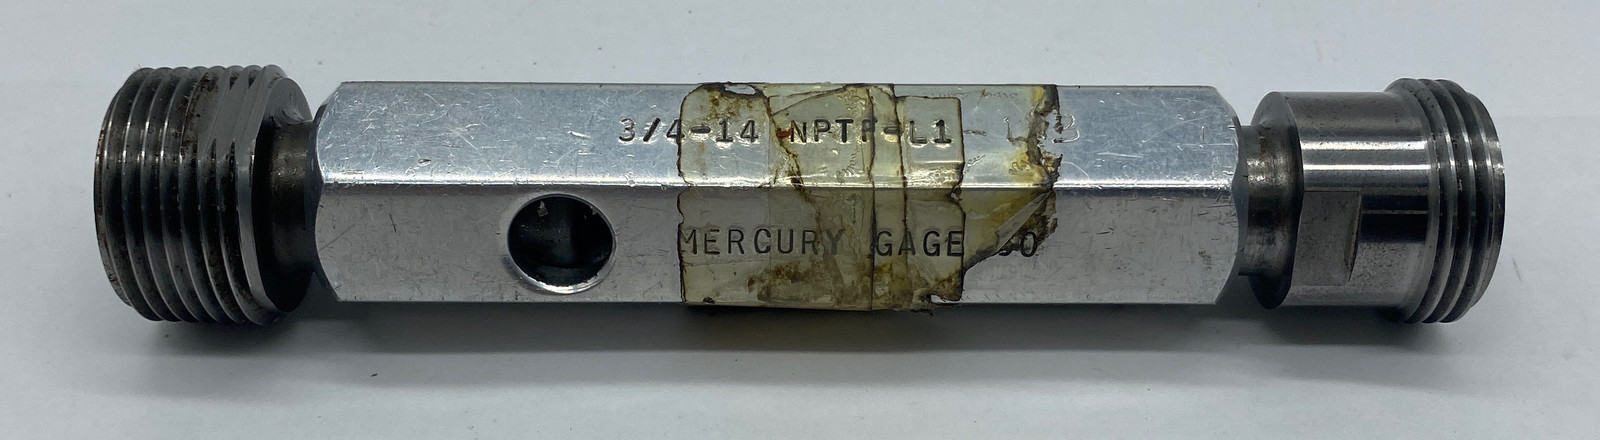 3/4-14 NPTF-L1
MERCURY GAGE